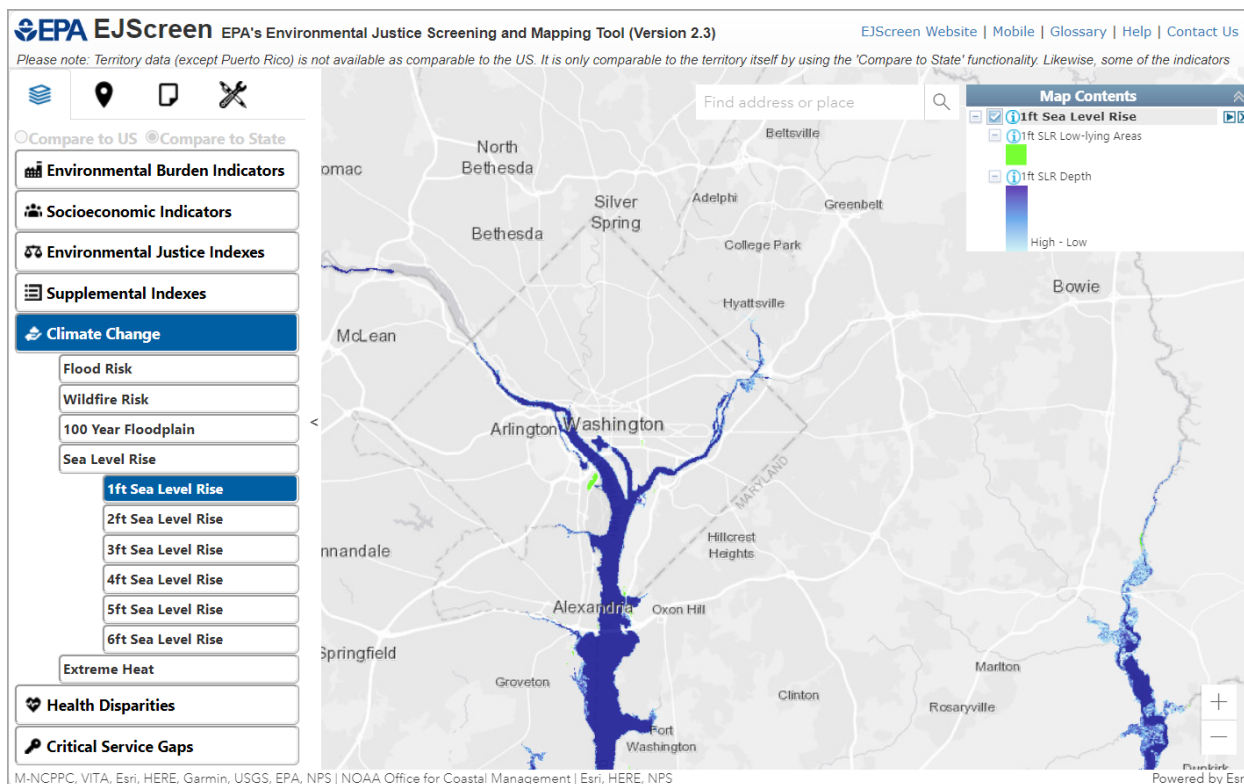 EPA EJScreen EPA's Environmental Justice Screening and Mapping Tool (Version 2.3)
EJScreen Website | Mobile | Glossary | Help | Contact Us
Please note: Territory data (except Puerto Rico) is not available as comparable to the US. It is only comparable to the territory itself by using the 'Compare to State' functionality. Likewise, some of the indicators
Compare to US Compare to State
Environmental Burden Indicators
Socioeconomic Indicators
Environmental Justice Indexes
Supplemental Indexes
Climate Change
Flood Risk
Wildfire Risk
100 Year Floodplain
Sea Level Rise
1ft Sea Level Rise
2ft Sea Level Rise
3ft Sea Level Rise
4ft Sea Level Rise
5ft Sea Level Rise
6ft Sea Level Rise
Extreme Heat
Health Disparities
Critical Service Gaps
<
Find address or place
Map Contents
1ft Sea Level Rise
1ft SLR Low-lying Areas
1ft SLR Depth
High - Low
Beltsville
North
Bethesda
omac
Silver
Spring
Adelphi
Greenbelt
Bethesda
College Park
Bowie
Hyattsville
McLean
Arlington
Washington
MARYLAND
nnandale
Hillcrest
Heights
Alexandria
Oxon Hill
Springfield
Groveton
Clinton
Marlton
Rosaryville
Fort
Washington
Dunkirk
+
−
M-NCPPC, VITA, Esri, HERE, Garmin, USGS, EPA, NPS | NOAA Office for Coastal Management | Esri, HERE, NPS
Powered by Esri